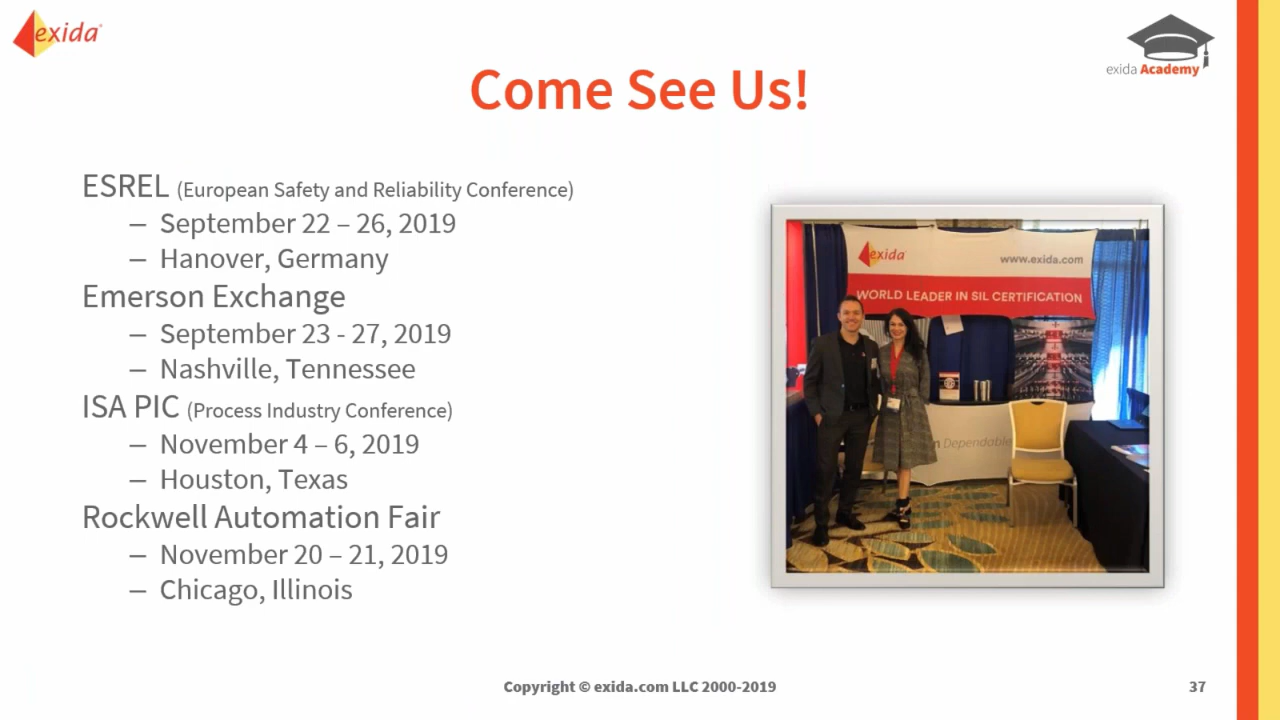 exida
exida Academy
Come See Us!
ESREL (European Safety and Reliability Conference)
– September 22 – 26, 2019
– Hanover, Germany
Emerson Exchange
– September 23 - 27, 2019
– Nashville, Tennessee
ISA PIC (Process Industry Conference)
– November 4 – 6, 2019
– Houston, Texas
Rockwell Automation Fair
– November 20 – 21, 2019
– Chicago, Illinois
exida
www.exida.com
WORLD LEADER IN SIL CERTIFICATION
Dependable
Copyright © exida.com LLC 2000-2019
37